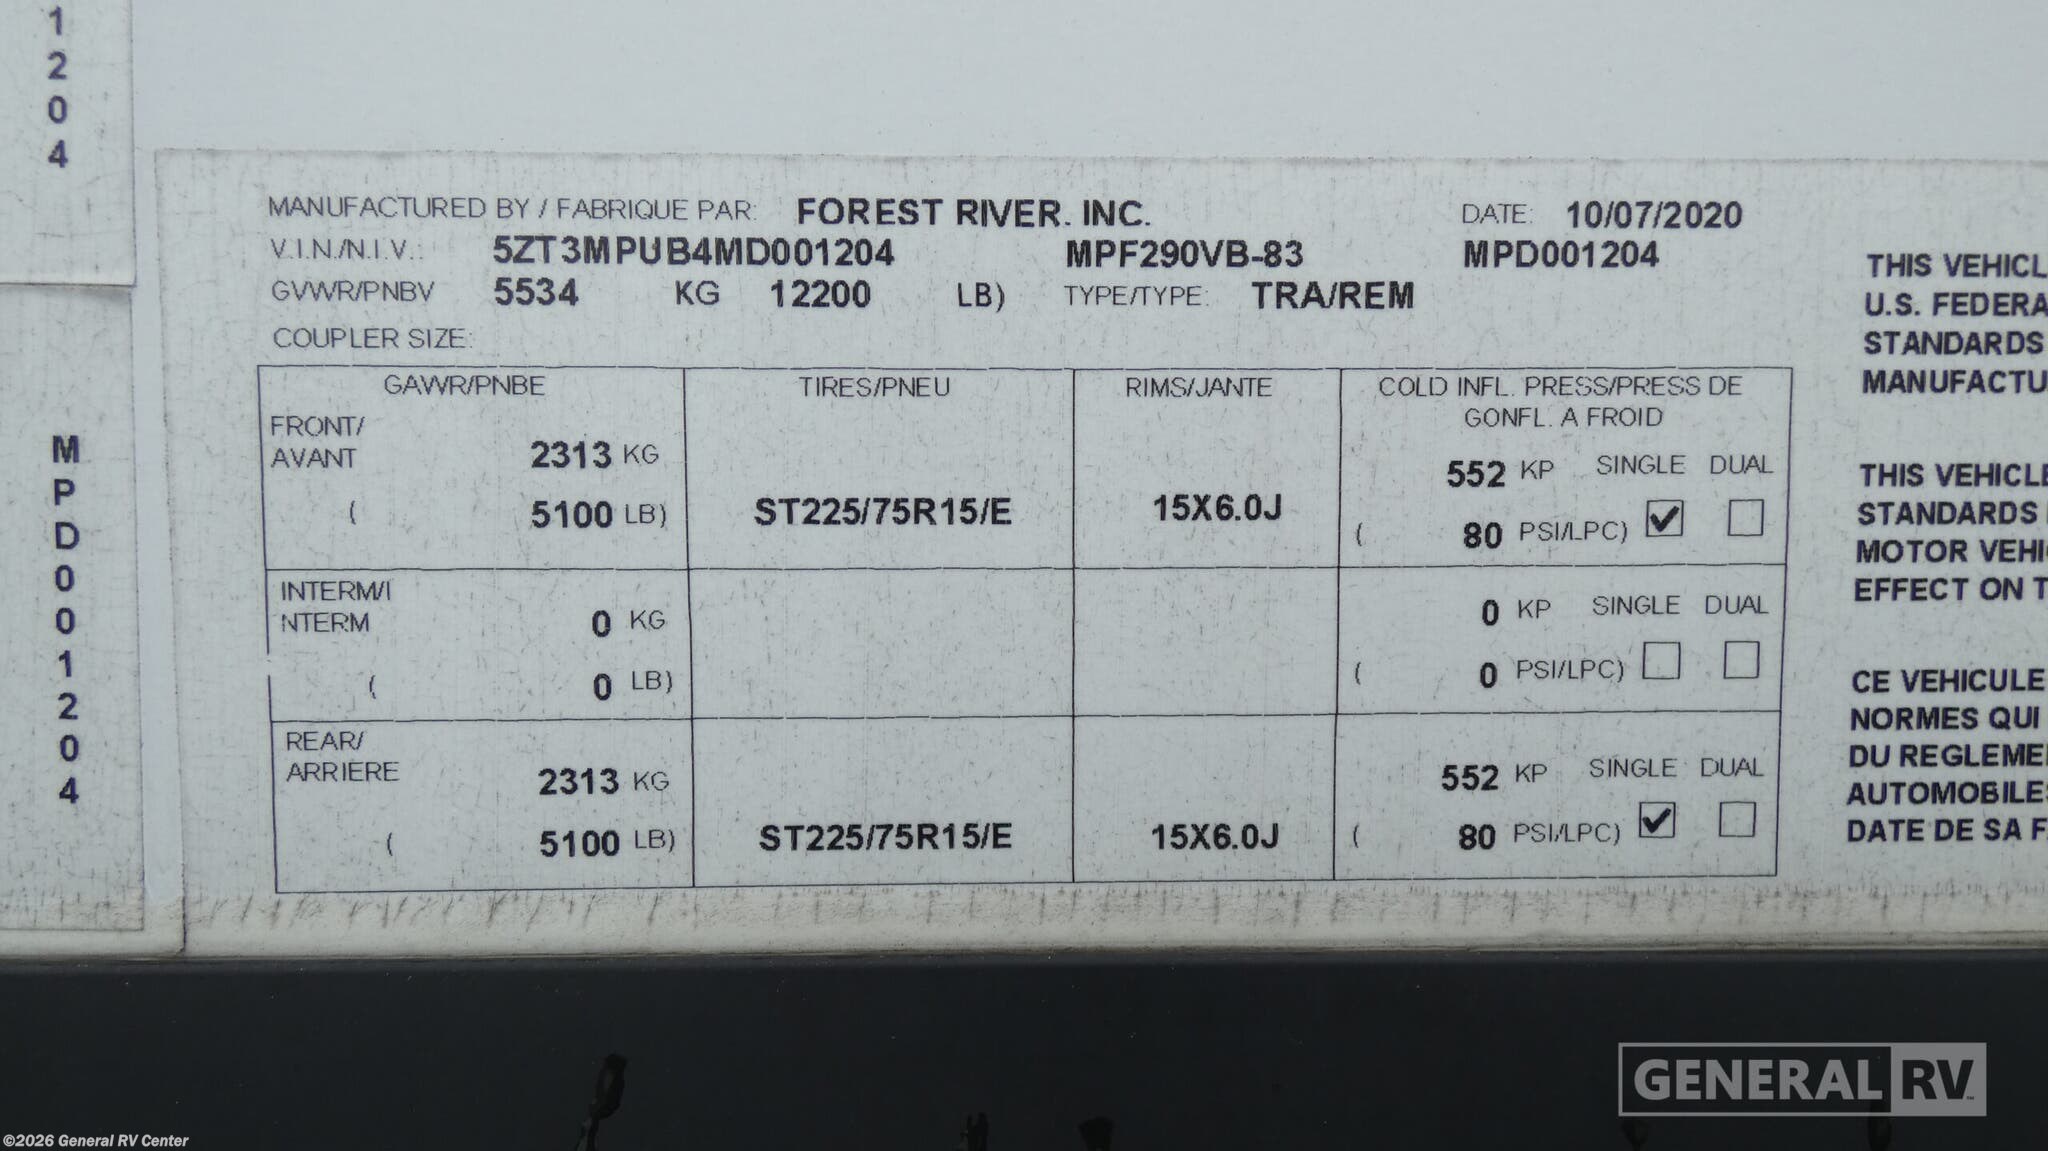 1
2
0
4
M
P
D
0
0
1
2
0
4
MANUFACTURED BY / FABRIQUE PAR: FOREST RIVER. INC. DATE: 10/07/2020
V.I.N./N.I.V.: 5ZT3MPUB4MD001204 MPF290VB-83 MPD001204
GVWR/PNBV 5534 KG 12200 LB) TYPE/TYPE: TRA/REM
COUPLER SIZE:
GAWR/PNBE TIRES/PNEU RIMS/JANTE COLD INFL. PRESS/PRESS DE
GONFL. A FROID
FRONT/
AVANT 2313 KG 552 KP SINGLE DUAL
( 5100 LB) ST225/75R15/E 15X6.0J ( 80 PSI/LPC)
INTERM/I
NTERM 0 KG 0 KP SINGLE DUAL
( 0 LB) ( 0 PSI/LPC)
REAR/
ARRIERE 2313 KG 552 KP SINGLE DUAL
( 5100 LB) ST225/75R15/E 15X6.0J ( 80 PSI/LPC)
THIS VEHICL
U.S. FEDERA
STANDARDS
MANUFACTU
THIS VEHICLE
STANDARDS
MOTOR VEHI
EFFECT ON T
CE VEHICULE
NORMES QUI
DU REGLEME
AUTOMOBILES
DATE DE SA F
GENERAL RV
©2026 General RV Center